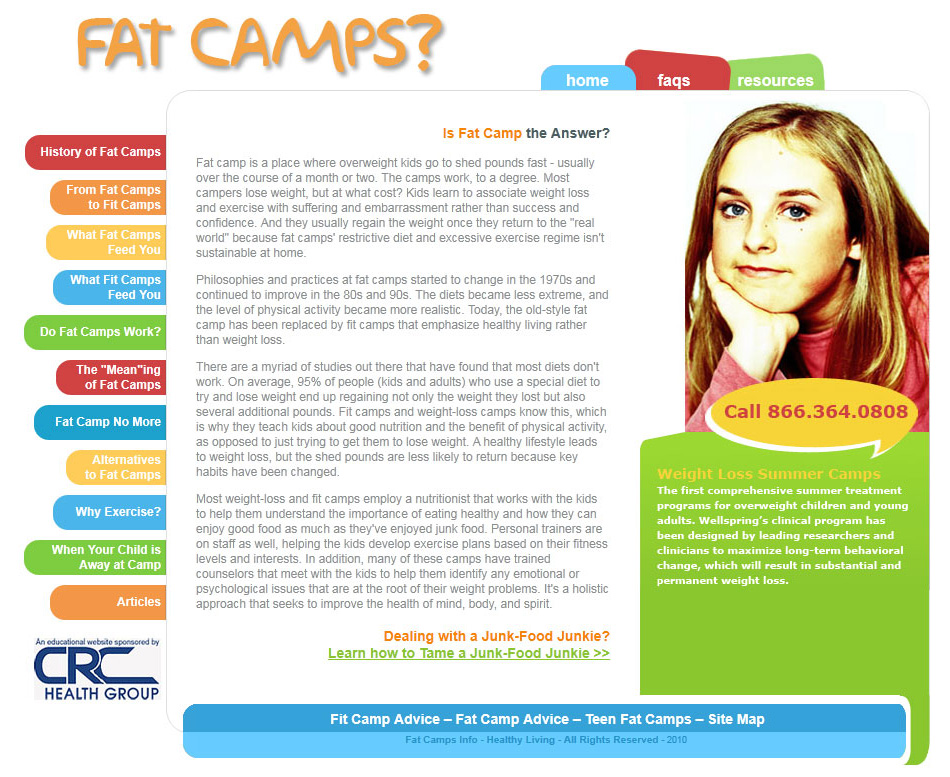 FAT CAMPS?
home
faqs
resources
History of Fat Camps
From Fat Camps
to Fit Camps
What Fat Camps
Feed You
What Fit Camps
Feed You
Do Fat Camps Work?
The "Mean"ing
of Fat Camps
Fat Camp No More
Alternatives
to Fat Camps
Why Exercise?
When Your Child is
Away at Camp
Articles
An educational website sponsored by
CRC
HEALTH GROUP
Is Fat Camp the Answer?
Fat camp is a place where overweight kids go to shed pounds fast - usually
over the course of a month or two. The camps work, to a degree. Most
campers lose weight, but at what cost? Kids learn to associate weight loss
and exercise with suffering and embarrassment rather than success and
confidence. And they usually regain the weight once they return to the "real
world" because fat camps' restrictive diet and excessive exercise regime isn't
sustainable at home.
Philosophies and practices at fat camps started to change in the 1970s and
continued to improve in the 80s and 90s. The diets became less extreme, and
the level of physical activity became more realistic. Today, the old-style fat
camp has been replaced by fit camps that emphasize healthy living rather
than weight loss.
There are a myriad of studies out there that have found that most diets don't
work. On average, 95% of people (kids and adults) who use a special diet to
try and lose weight end up regaining not only the weight they lost but also
several additional pounds. Fit camps and weight-loss camps know this, which
is why they teach kids about good nutrition and the benefit of physical activity,
as opposed to just trying to get them to lose weight. A healthy lifestyle leads
to weight loss, but the shed pounds are less likely to return because key
habits have been changed.
Most weight-loss and fit camps employ a nutritionist that works with the kids
to help them understand the importance of eating healthy and how they can
enjoy good food as much as they've enjoyed junk food. Personal trainers are
on staff as well, helping the kids develop exercise plans based on their fitness
levels and interests. In addition, many of these camps have trained
counselors that meet with the kids to help them identify any emotional or
psychological issues that are at the root of their weight problems. It's a holistic
approach that seeks to improve the health of mind, body, and spirit.
Dealing with a Junk-Food Junkie?
Learn how to Tame a Junk-Food Junkie >>
Call 866.364.0808
Weight Loss Summer Camps
The first comprehensive summer treatment
programs for overweight children and young
adults. Wellspring's clinical program has
been designed by leading researchers and
clinicians to maximize long-term behavioral
change, which will result in substantial and
permanent weight loss.
Fit Camp Advice – Fat Camp Advice – Teen Fat Camps – Site Map
Fat Camps Info - Healthy Living - All Rights Reserved - 2010